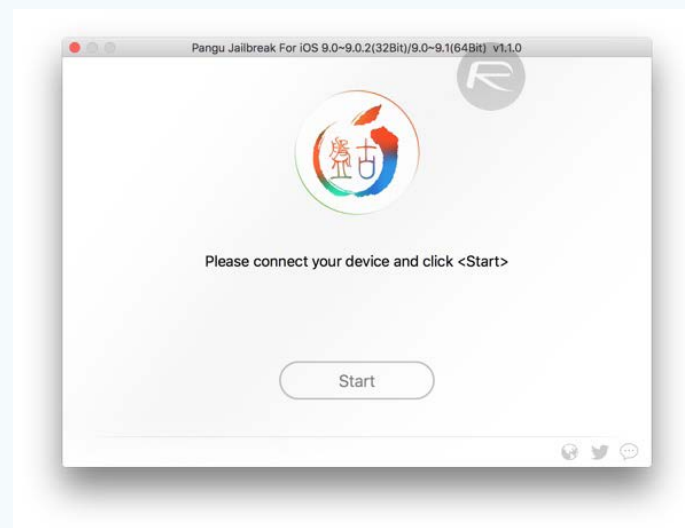 Pangu Jailbreak For iOS 9.0~9.0.2(32Bit)/9.0~9.1(64Bit) v1.1.0
R
盤古
Please connect your device and click <Start>
Start